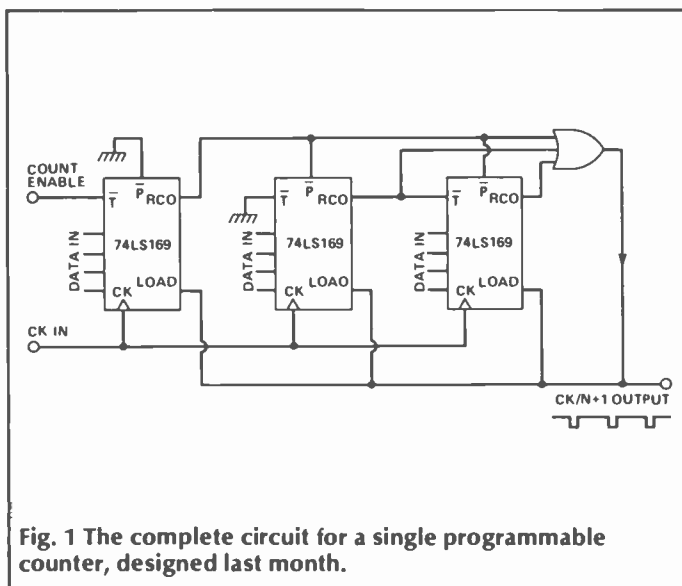 COUNT
ENABLE
T
P
RCO
74LS169
DATA IN
LOAD
CK
T
P
RCO
74LS169
DATA IN
LOAO
CK
T
P
RCO
74LS169
DATA IN
LOAD
CK
CK IN
CK/N+1 OUTPUT
Fig. 1 The complete circuit for a single programmable
counter, designed last month.